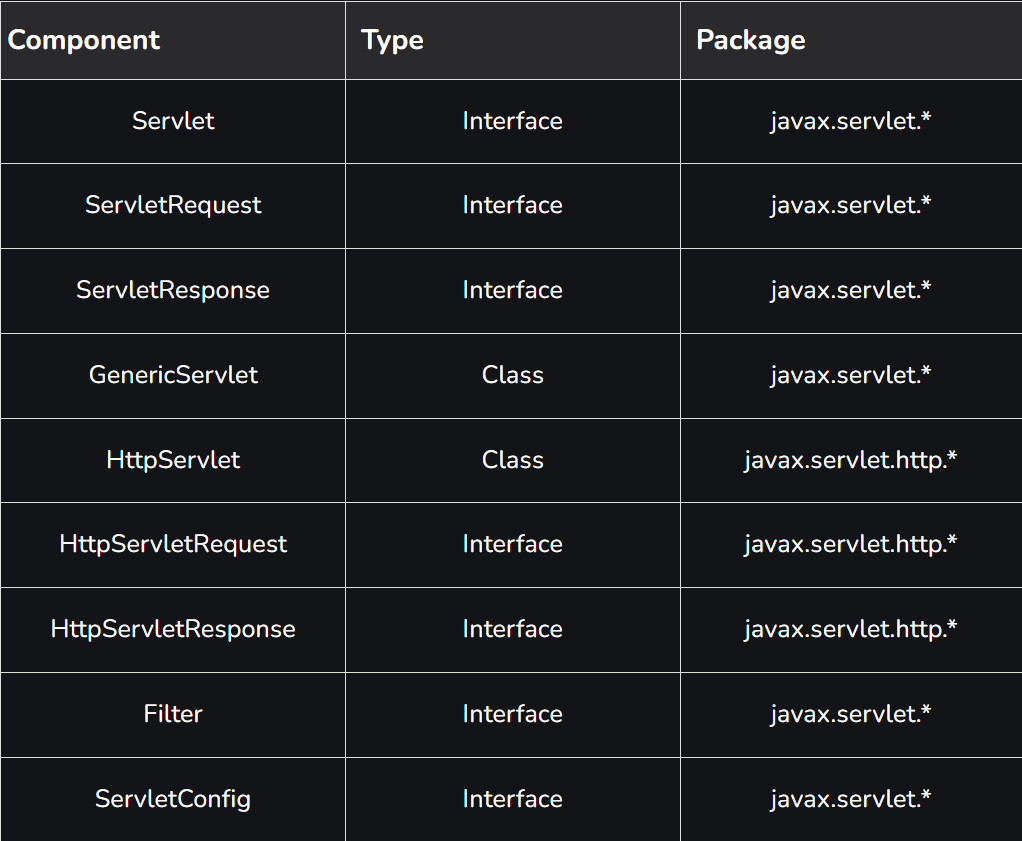 Component Type Package
Servlet Interface javax.servlet.*
ServletRequest Interface javax.servlet.*
ServletResponse Interface javax.servlet.*
GenericServlet Class javax.servlet.*
HttpServlet Class javax.servlet.http.*
HttpServletRequest Interface javax.servlet.http.*
HttpServletResponse Interface javax.servlet.http.*
Filter Interface javax.servlet.*
ServletConfig Interface javax.servlet.*